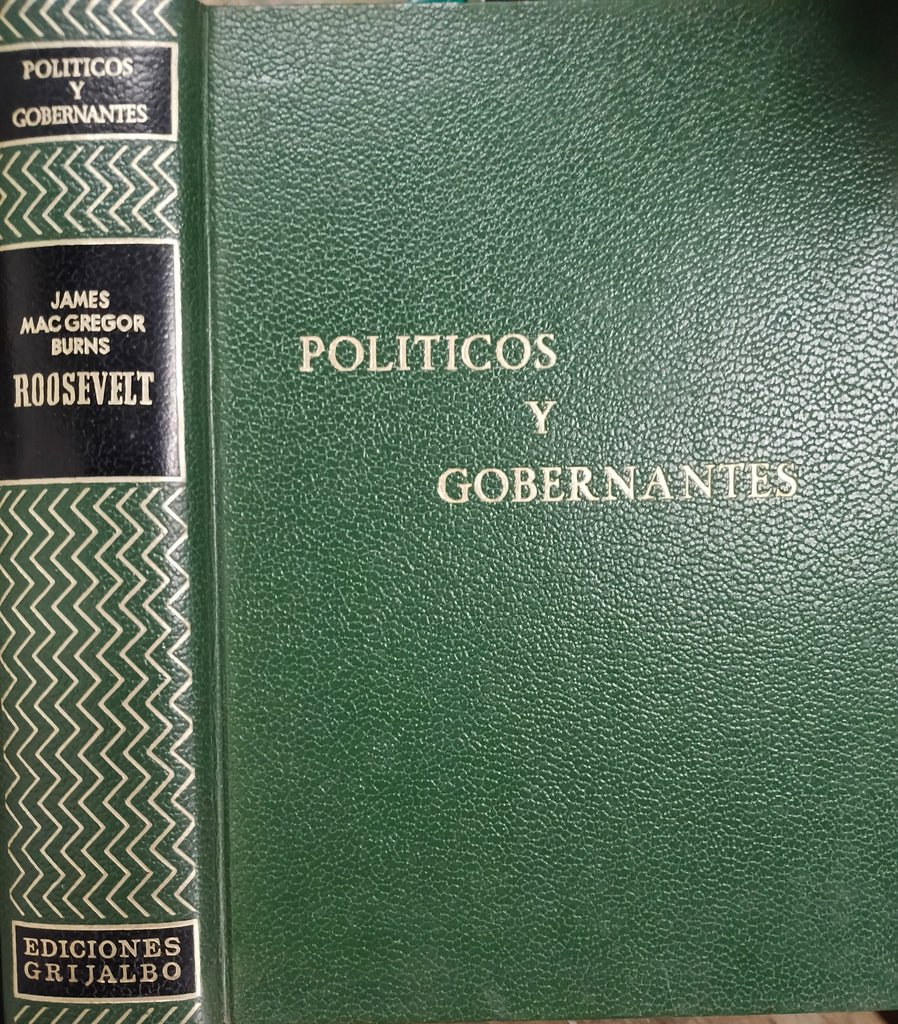 POLITICOS
Y
GOBERNANTES
JAMES
MAC GREGOR
BURNS
ROOSEVELT
EDICIONES
GRIJALBO
POLITICOS
Y
GOBERNANTES